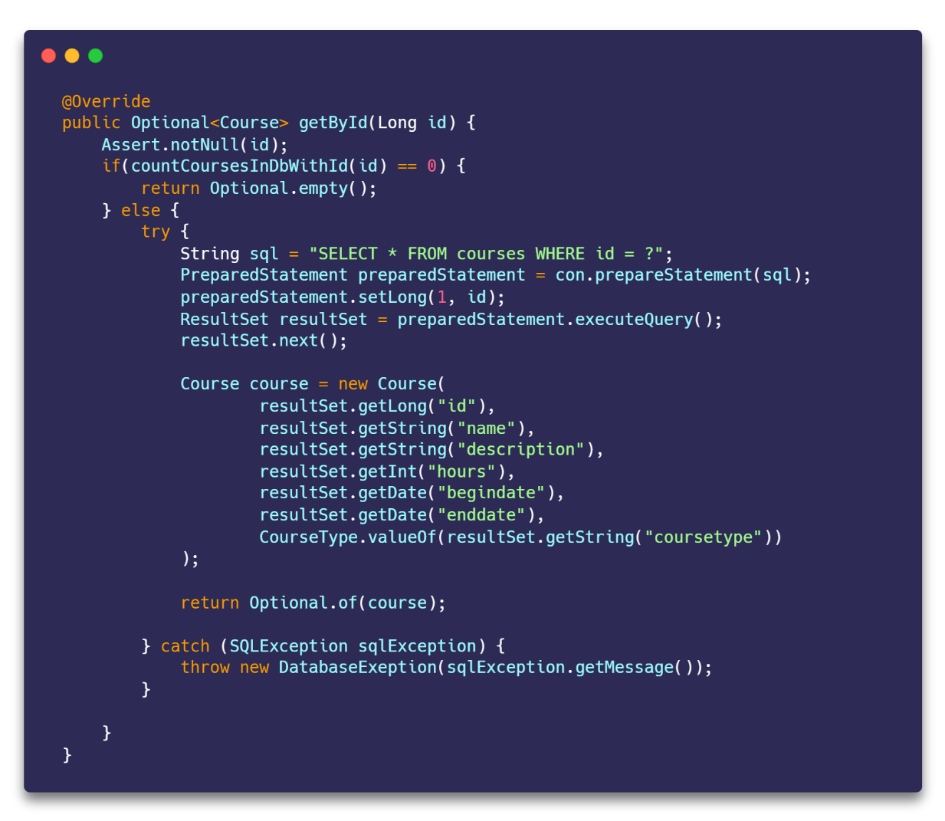 @Override
public Optional<Course> getById(Long id) {
    Assert.notNull(id);
    if(countCoursesInDbWithId(id) == 0) {
        return Optional.empty();
    } else {
        try {
            String sql = "SELECT * FROM courses WHERE id = ?";
            PreparedStatement preparedStatement = con.prepareStatement(sql);
            preparedStatement.setLong(1, id);
            ResultSet resultSet = preparedStatement.executeQuery();
            resultSet.next();

            Course course = new Course(
                    resultSet.getLong("id"),
                    resultSet.getString("name"),
                    resultSet.getString("description"),
                    resultSet.getInt("hours"),
                    resultSet.getDate("begindate"),
                    resultSet.getDate("enddate"),
                    CourseType.valueOf(resultSet.getString("coursetype"))
            );

            return Optional.of(course);

        } catch (SQLException sqlException) {
            throw new DatabaseExeption(sqlException.getMessage());
        }

    }
}